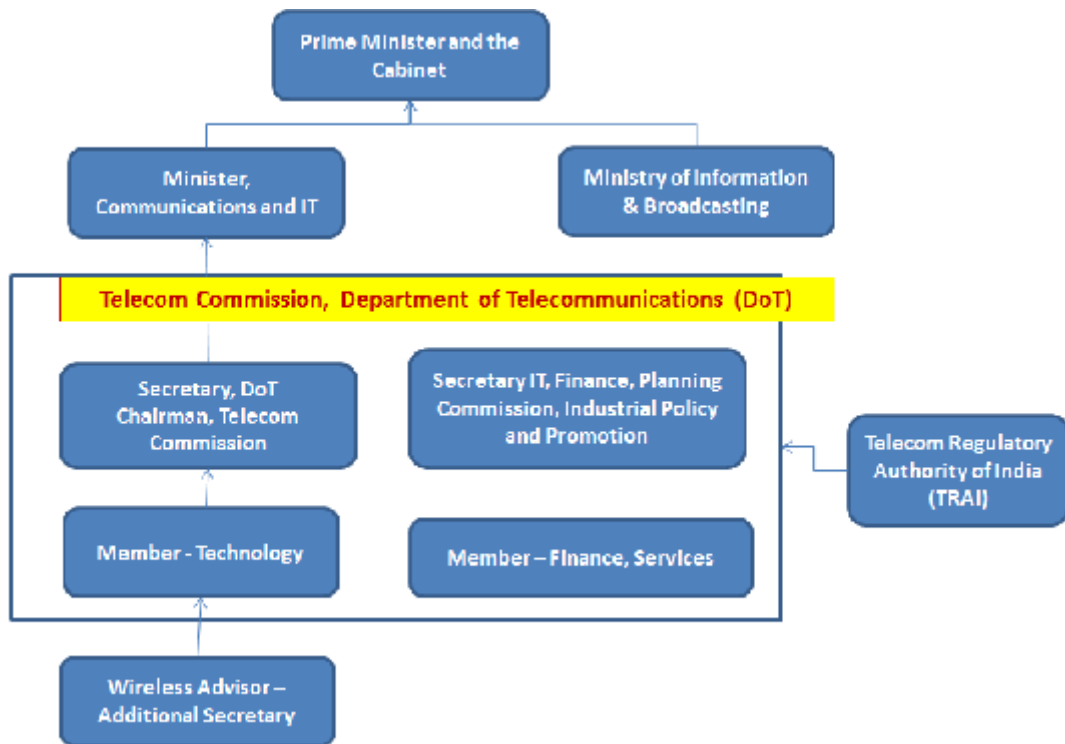 Prime Minister and the
Cabinet
Minister,
Communications and IT
Ministry of Information
& Broadcasting
Telecom Commission, Department of Telecommunications (DoT)
Secretary, DoT
Chairman, Telecom
Commission
Secretary IT, Finance, Planning
Commission, Industrial Policy
and Promotion
Telecom Regulatory
Authority of India
(TRAI)
Member - Technology
Member – Finance, Services
Wireless Advisor –
Additional Secretary